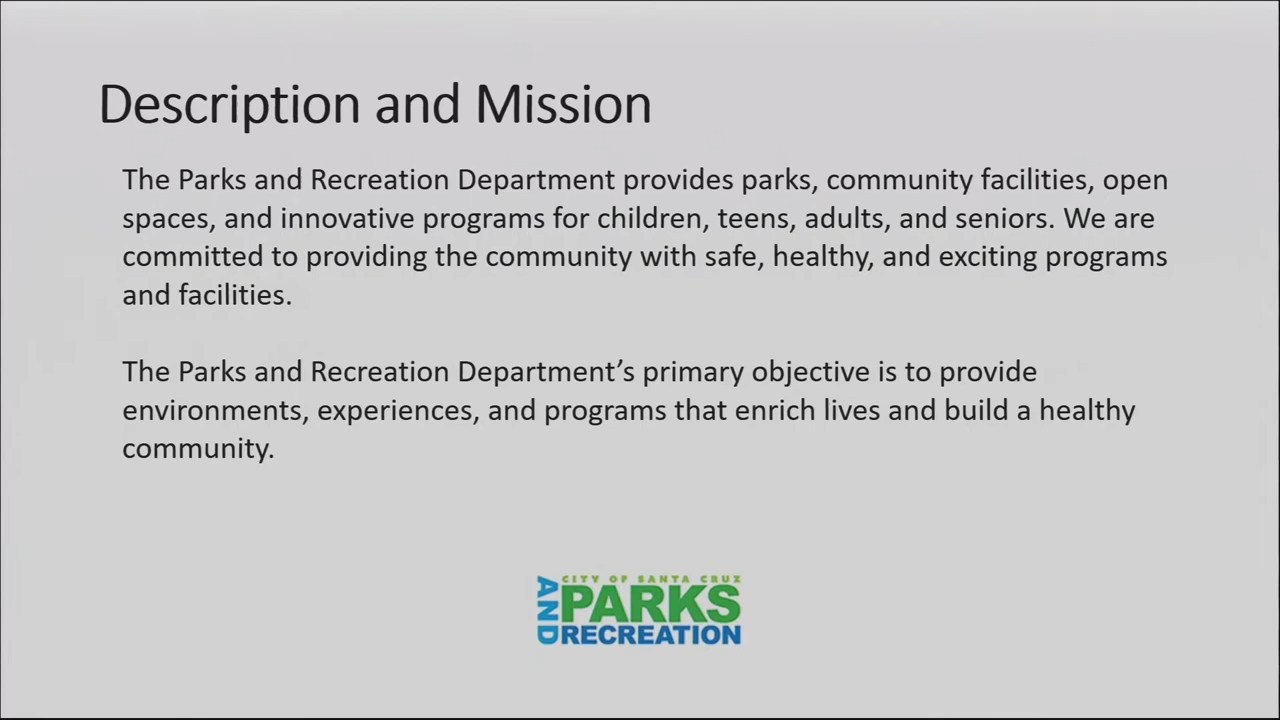 Description and Mission
The Parks and Recreation Department provides parks, community facilities, open
spaces, and innovative programs for children, teens, adults, and seniors. We are
committed to providing the community with safe, healthy, and exciting programs
and facilities.
The Parks and Recreation Department’s primary objective is to provide
environments, experiences, and programs that enrich lives and build a healthy
community.
CITY OF SANTA CRUZ
PARKS
AND
RECREATION